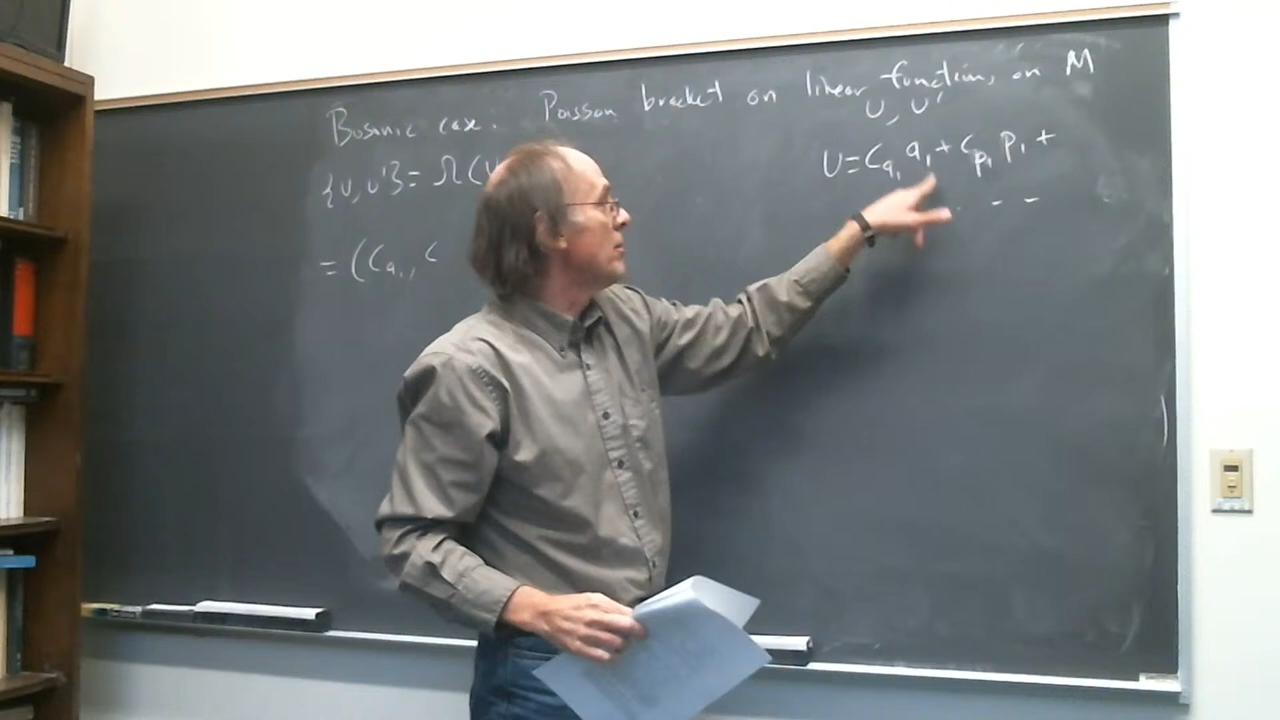 Bosonic case: Poisson bracket on linear functions on M
U, U'
{U, U'} = Ω(U
U = C_{q_1} q_1 + C_{p_1} p_1 +
. - -
= (C_{q_1}, C